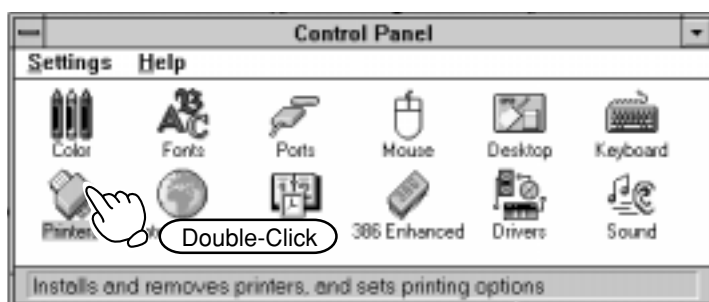 Control Panel
Settings Help
Color Fonts Ports Mouse Desktop Keyboard
Printer 386 Enhanced Drivers Sound
Double-Click
Installs and removes printers, and sets printing options